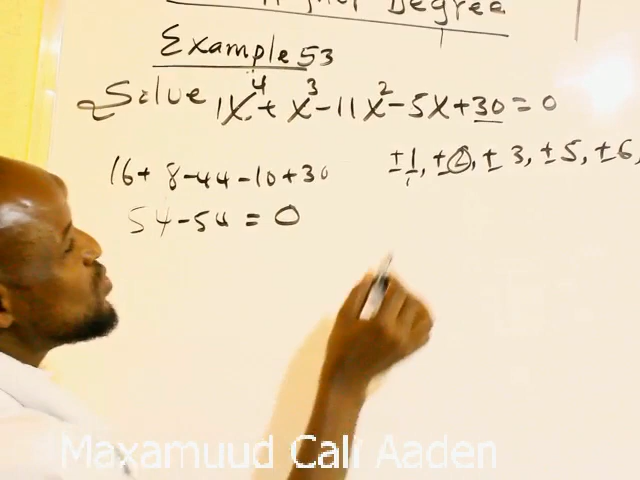 Higher Degree
Example 53
Solve 1x⁴ + x³ - 11x² - 5x + 30 = 0
16 + 8 - 44 - 10 + 30
±1, ±2, ±3, ±5, ±6,
54 - 54 = 0
Maxamuud Cali Aaden